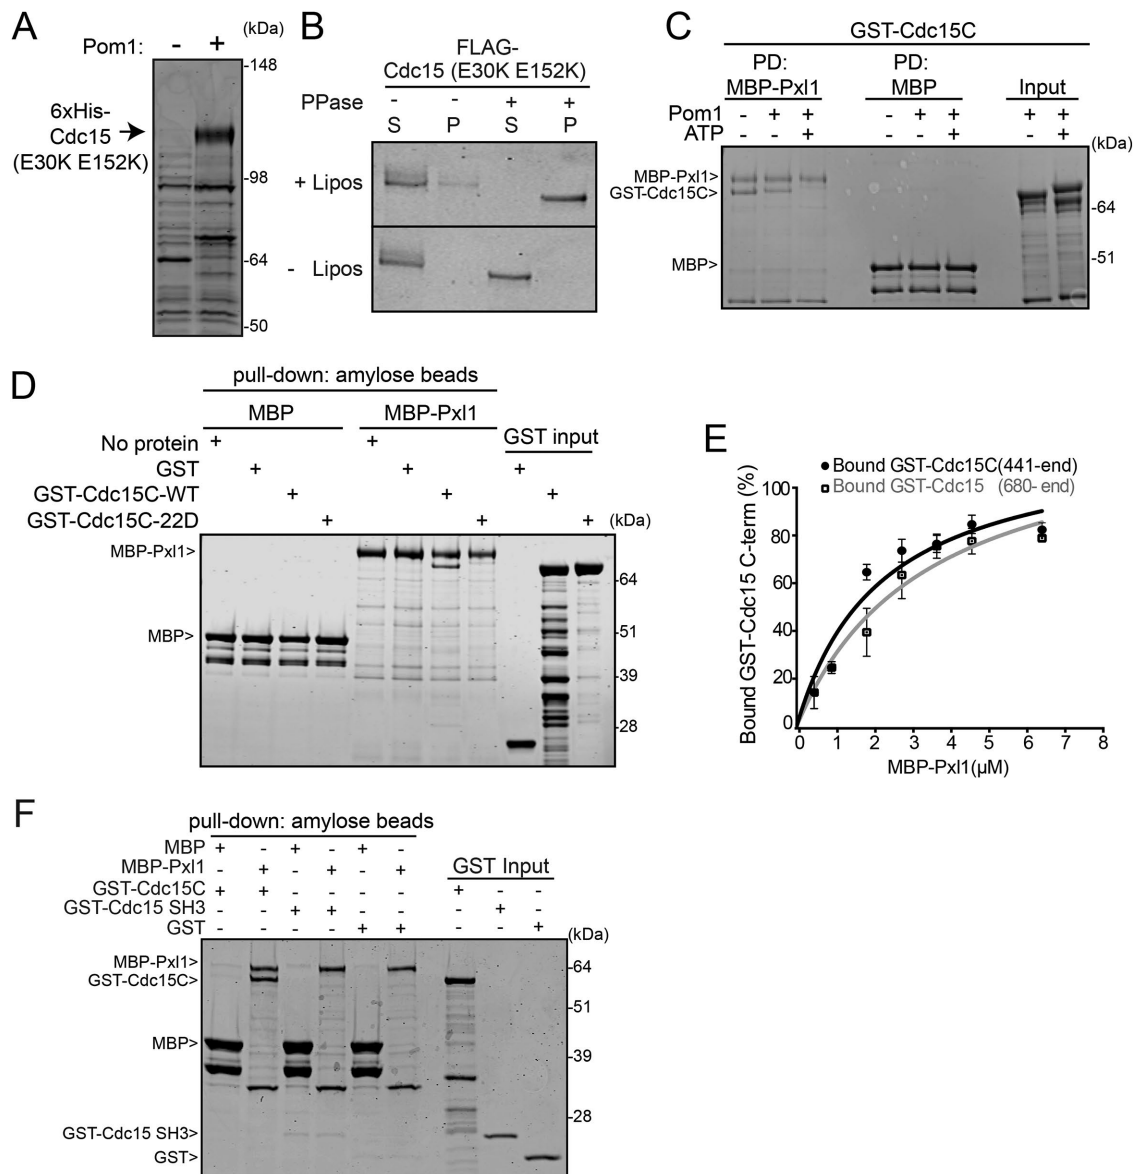 A
Pom1: - + (kDa)
6xHis-
Cdc15
(E30K E152K)
-148
-98
-64
-50
B
FLAG-
Cdc15 (E30K E152K)
PPase - - + +
S P S P
+ Lipos
- Lipos
C
GST-Cdc15C
PD: PD:
MBP-Pxl1 MBP Input
Pom1 - + + - + + + +
ATP - - + - - + - +
(kDa)
MBP-Pxl1>
GST-Cdc15C>
MBP>
-64
-51
D
pull-down: amylose beads
MBP MBP-Pxl1 GST input
No protein + +
GST + + +
GST-Cdc15C-WT + + +
GST-Cdc15C-22D + + + (kDa)
MBP-Pxl1>
MBP>
-64
-51
-39
-28
E
Bound GST-Cdc15C(441-end)
Bound GST-Cdc15 (680- end)
Bound GST-Cdc15 C-term (%)
100
80
60
40
20
0
0 1 2 3 4 5 6 7 8
MBP-Pxl1(μM)
F
pull-down: amylose beads
MBP + - + - + -
MBP-Pxl1 - + - + - + GST Input
GST-Cdc15C + + - - - - + - -
GST-Cdc15 SH3 - - + + - - - + -
GST - - - - + + - - +
(kDa)
MBP-Pxl1>
GST-Cdc15C>
MBP>
GST-Cdc15 SH3>
GST>
-64
-51
-39
-28